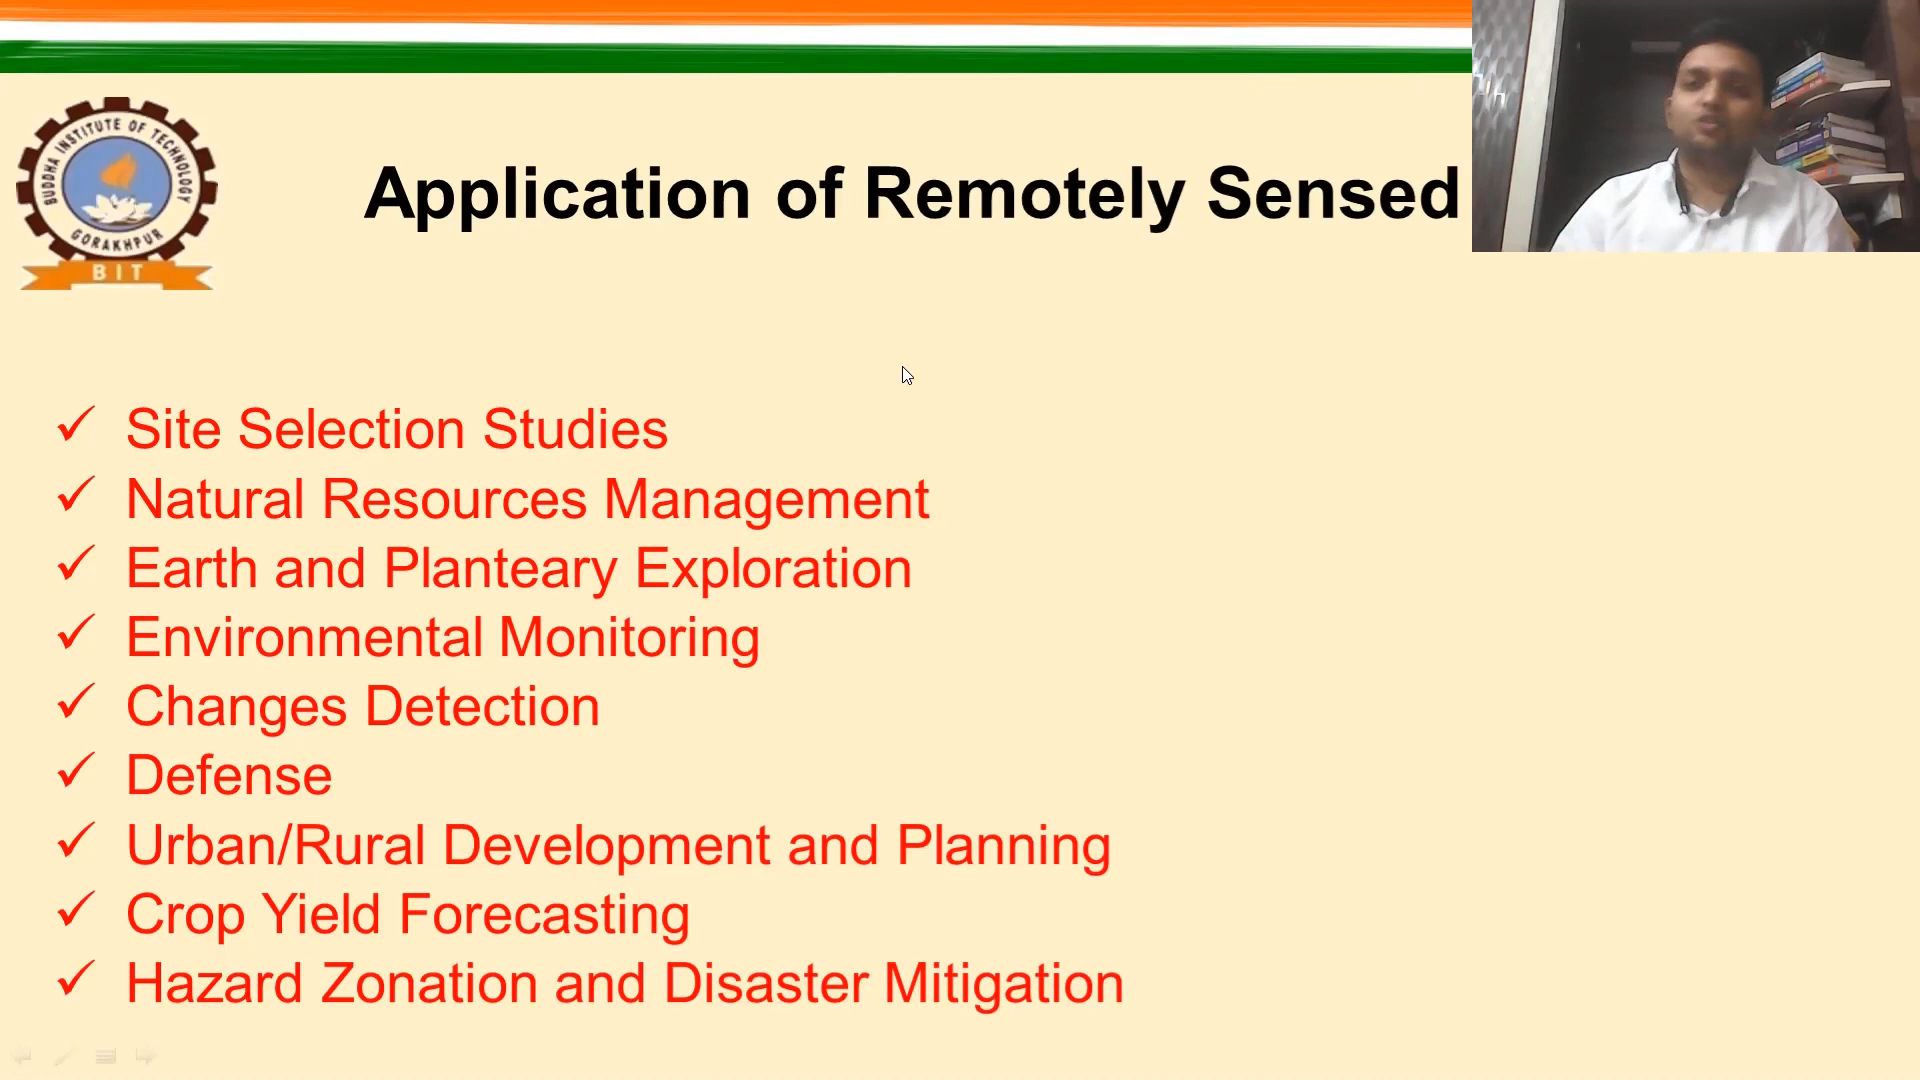 BUDDHA INSTITUTE OF TECHNOLOGY
GORAKHPUR
BIT
Application of Remotely Sensed
Site Selection Studies
Natural Resources Management
Earth and Planteary Exploration
Environmental Monitoring
Changes Detection
Defense
Urban/Rural Development and Planning
Crop Yield Forecasting
Hazard Zonation and Disaster Mitigation